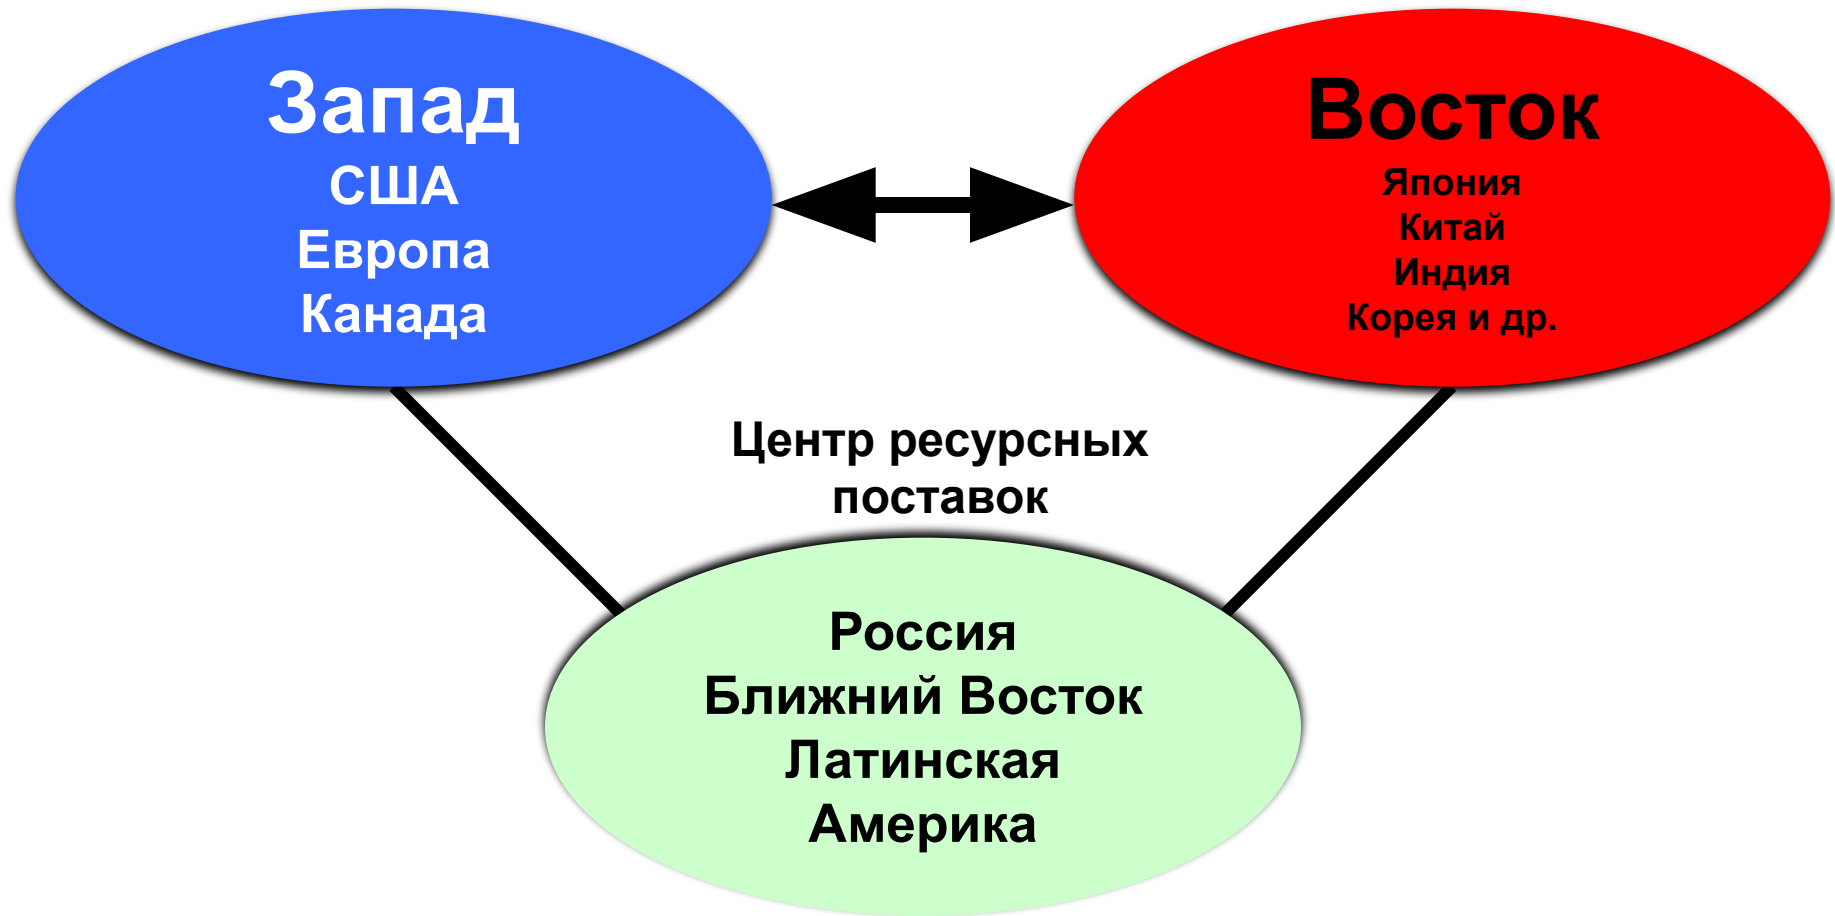 Запад
США
Европа
Канада
Восток
Япония
Китай
Индия
Корея и др.
Центр ресурсных
поставок
Россия
Ближний Восток
Латинская
Америка